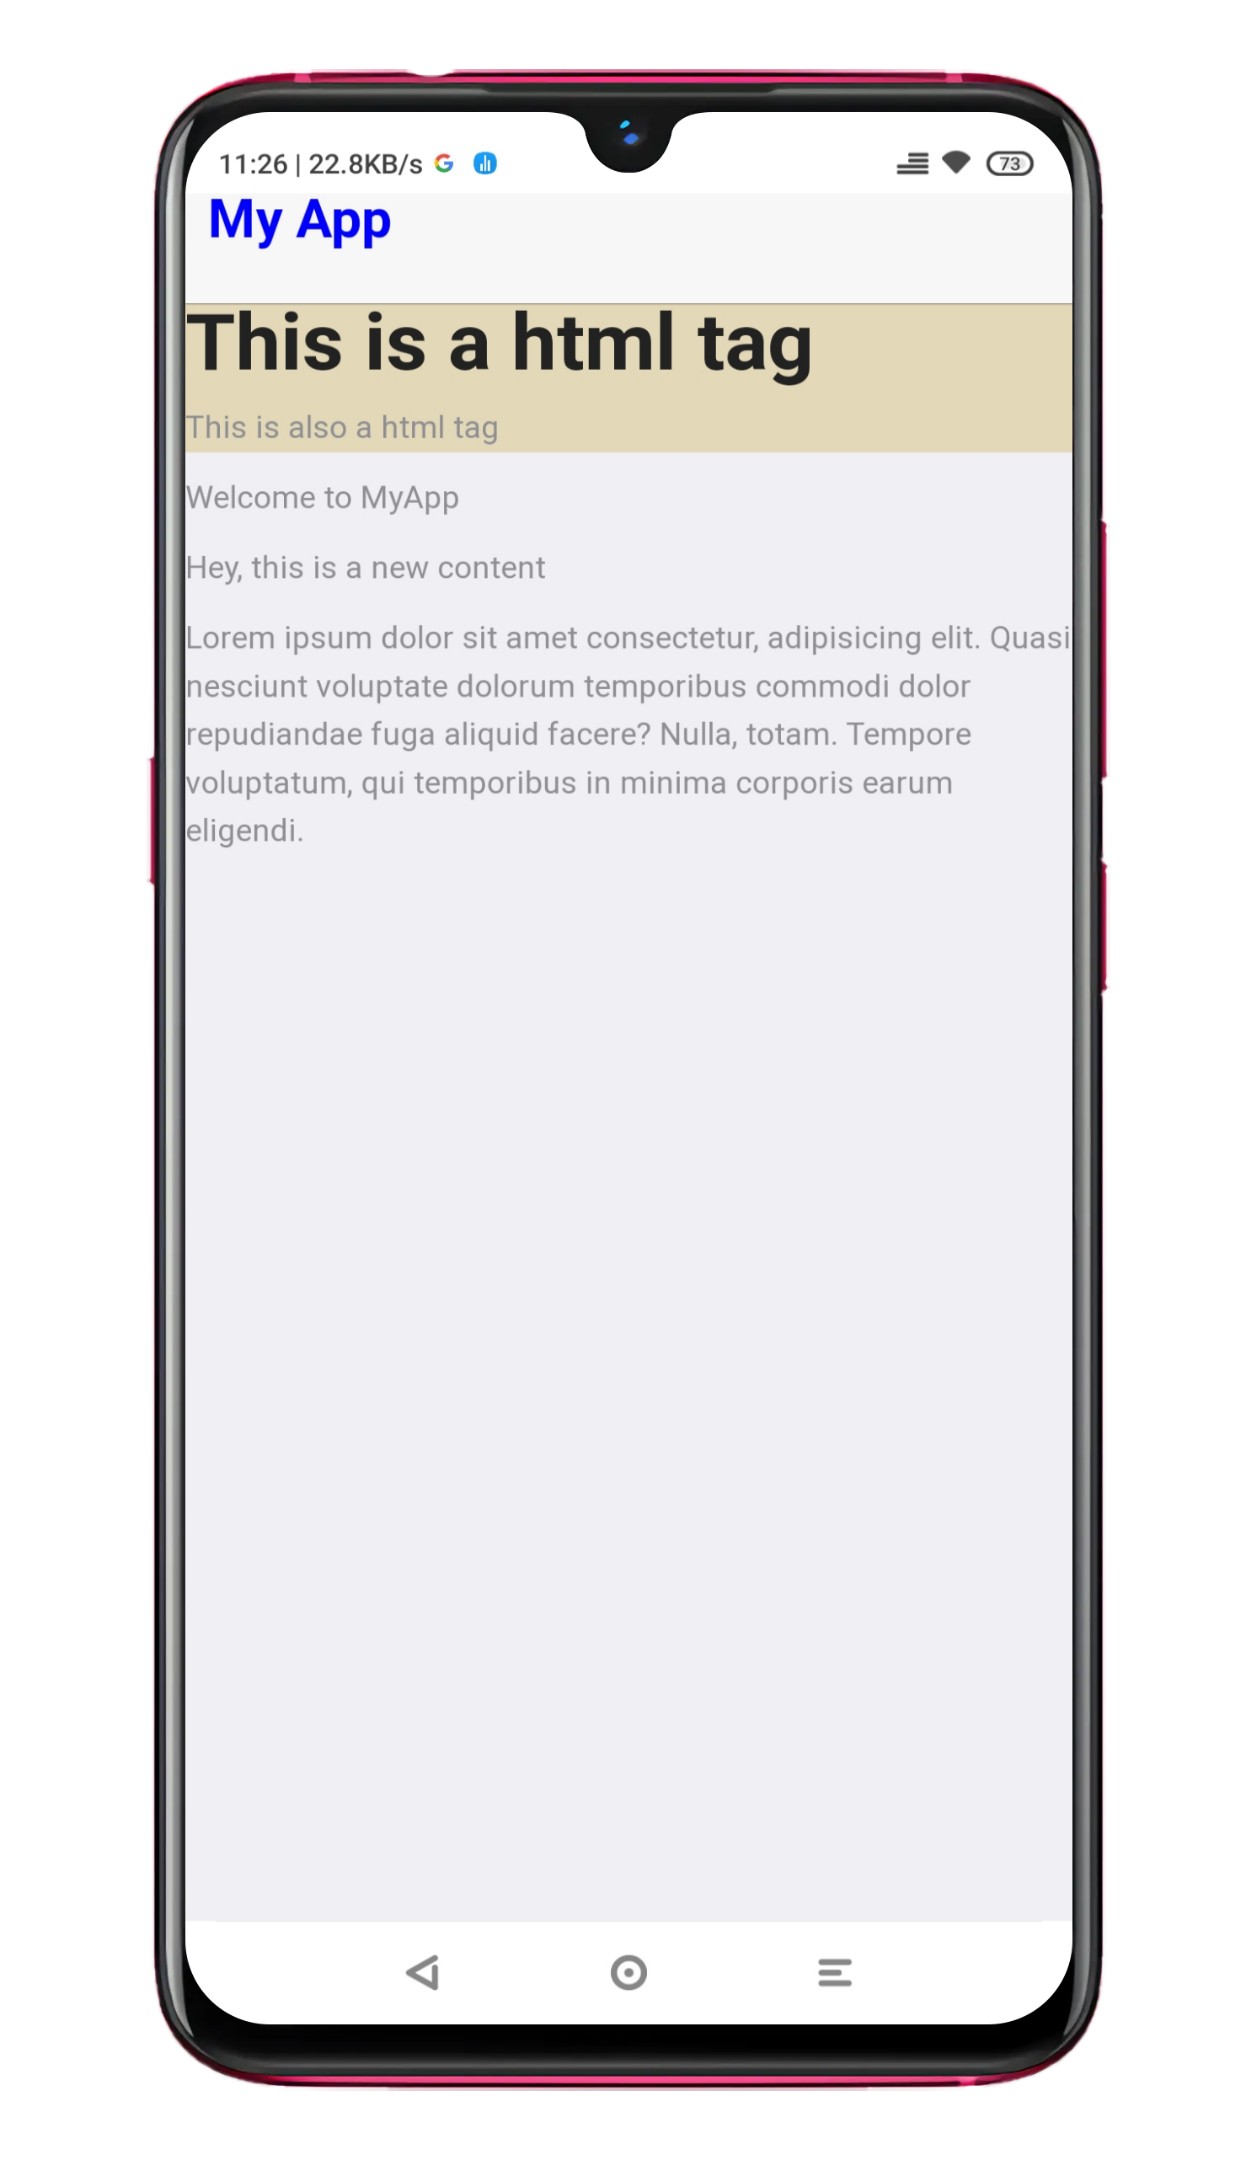 11:26 | 22.8KB/s
73
My App
This is a html tag
This is also a html tag
Welcome to MyApp
Hey, this is a new content
Lorem ipsum dolor sit amet consectetur, adipisicing elit. Quasi
nesciunt voluptate dolorum temporibus commodi dolor
repudiandae fuga aliquid facere? Nulla, totam. Tempore
voluptatum, qui temporibus in minima corporis earum
eligendi.